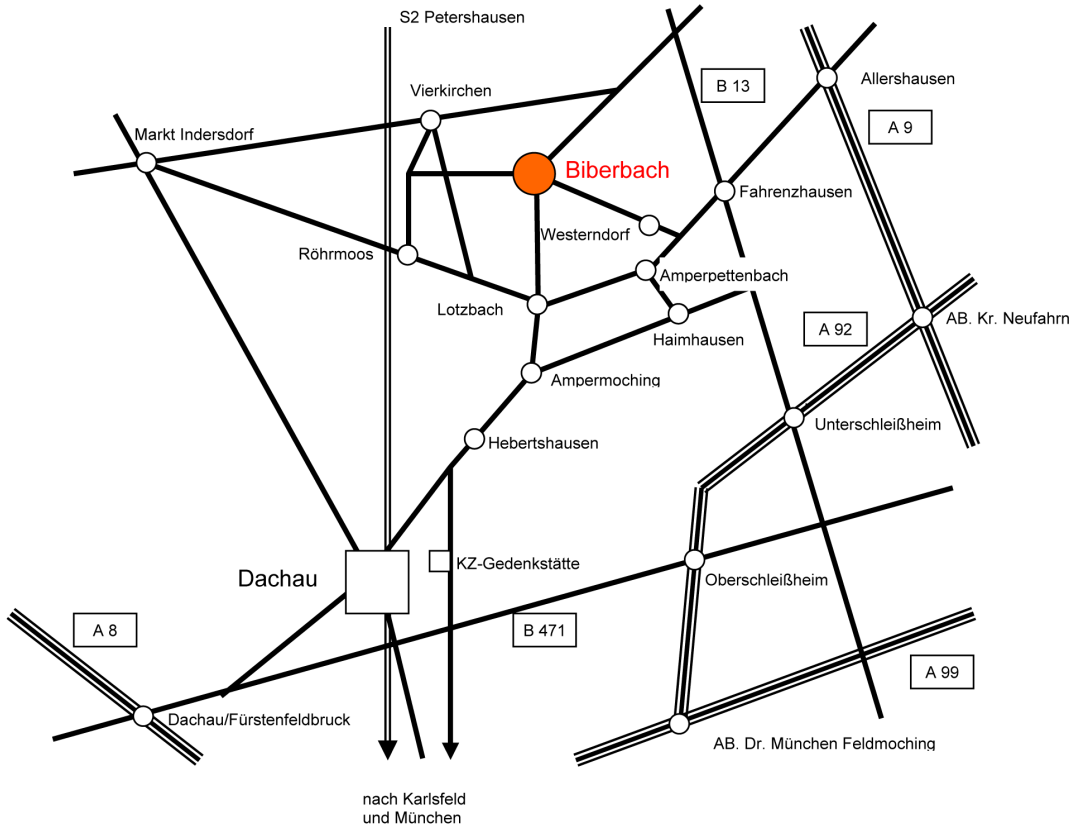 S2 Petershausen
B 13
Allershausen
Vierkirchen
A 9
Markt Indersdorf
Biberbach
Fahrenzhausen
Westerndorf
Röhrmoos
Amperpettenbach
Lotzbach
AB. Kr. Neufahrn
A 92
Haimhausen
Ampermoching
Unterschleißheim
Hebertshausen
KZ-Gedenkstätte
Dachau
Oberschleißheim
A 8
B 471
A 99
Dachau/Fürstenfeldbruck
AB. Dr. München Feldmoching
nach Karlsfeld
und München